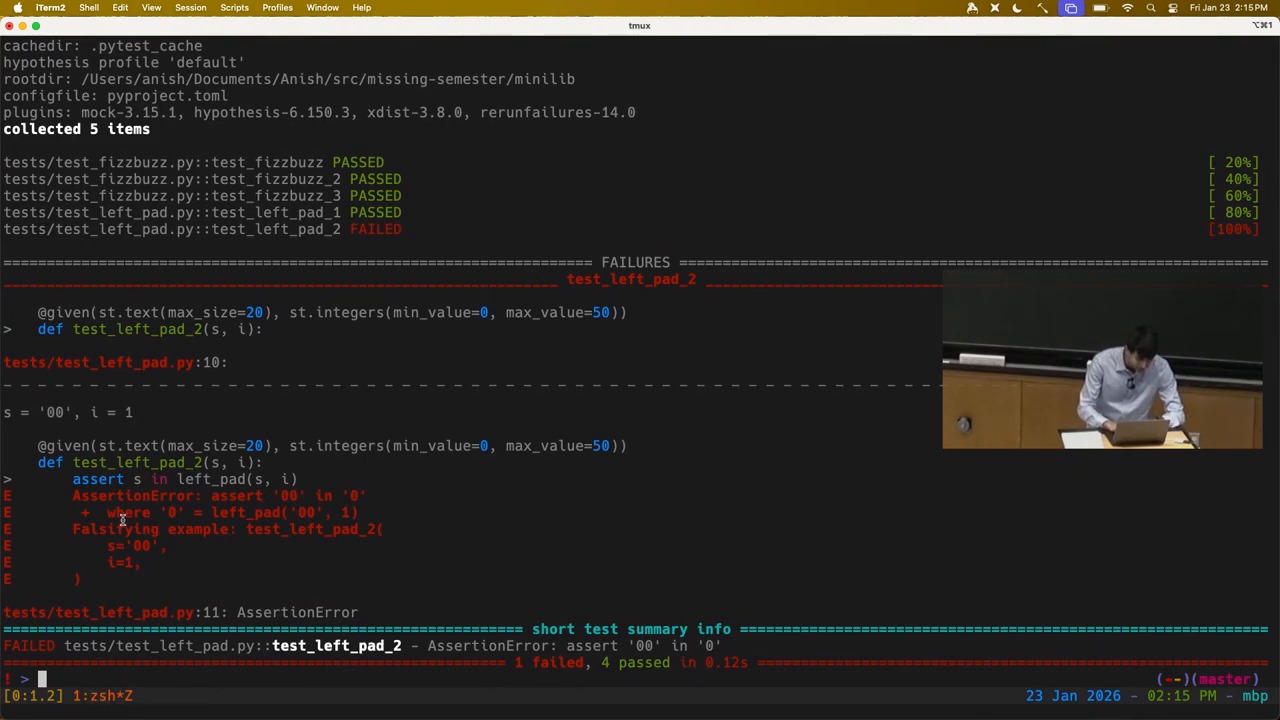 iTerm2 Shell Edit View Session Scripts Profiles Window Help Fri Jan 23 2:15 PM
tmux ⌥⌘1
cachedir: .pytest_cache
hypothesis profile 'default'
rootdir: /Users/anish/Documents/Anish/src/missing-semester/minilib
configfile: pyproject.toml
plugins: mock-3.15.1, hypothesis-6.150.3, xdist-3.8.0, rerunfailures-14.0
collected 5 items
tests/test_fizzbuzz.py::test_fizzbuzz PASSED [ 20%]
tests/test_fizzbuzz.py::test_fizzbuzz_2 PASSED [ 40%]
tests/test_fizzbuzz.py::test_fizzbuzz_3 PASSED [ 60%]
tests/test_left_pad.py::test_left_pad_1 PASSED [ 80%]
tests/test_left_pad.py::test_left_pad_2 FAILED [100%]
FAILURES
test_left_pad_2
@given(st.text(max_size=20), st.integers(min_value=0, max_value=50))
> def test_left_pad_2(s, i):
tests/test_left_pad.py:10:
s = '00', i = 1
@given(st.text(max_size=20), st.integers(min_value=0, max_value=50))
def test_left_pad_2(s, i):
> assert s in left_pad(s, i)
E AssertionError: assert '00' in '0'
E + where '0' = left_pad('00', 1)
E Falsifying example: test_left_pad_2(
E s='00',
E i=1,
E )
tests/test_left_pad.py:11: AssertionError
short test summary info
FAILED tests/test_left_pad.py::test_left_pad_2 - AssertionError: assert '00' in '0'
1 failed, 4 passed in 0.12s
! > (--)(master)
[0:1.2] 1:zsh*Z 23 Jan 2026 - 02:15 PM - mbp